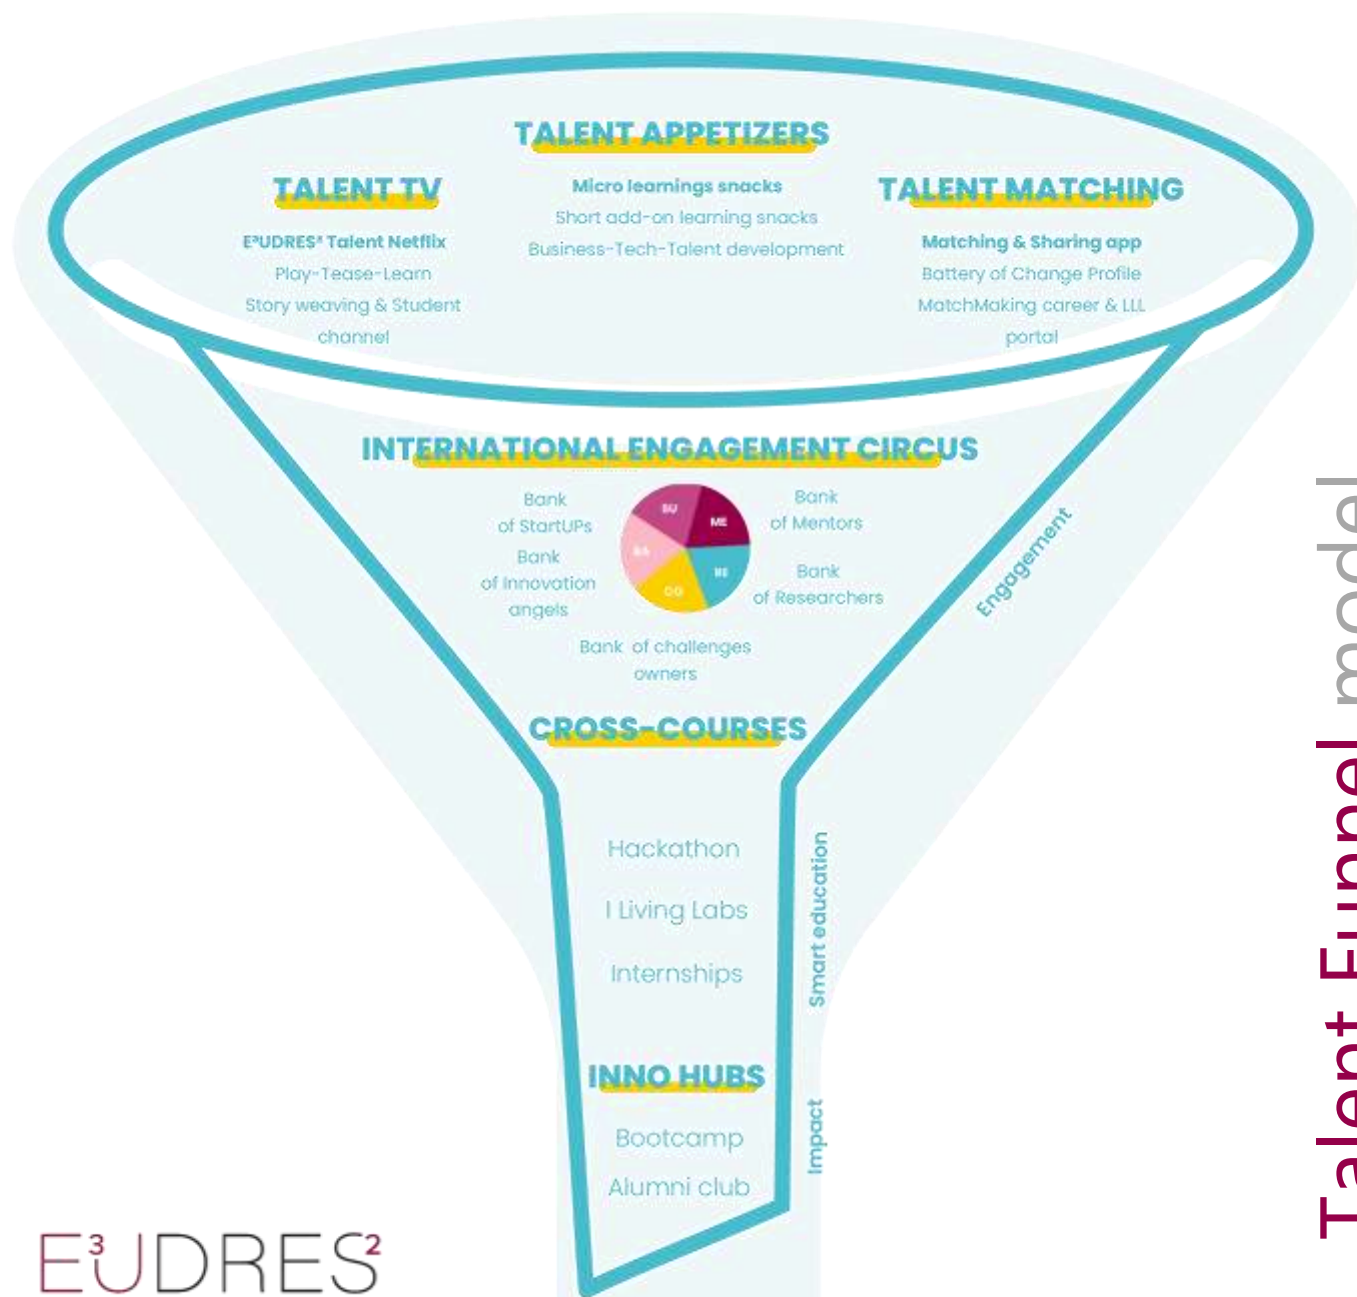 TALENT APPETIZERS
Micro learnings snacks
Short add-on learning snacks
Business-Tech-Talent development
TALENT TV
E³UDRES² Talent Netflix
Play-Tease-Learn
Story weaving & Student
channel
TALENT MATCHING
Matching & Sharing app
Battery of Change Profile
MatchMaking career & LLL
portal
INTERNATIONAL ENGAGEMENT CIRCUS
Bank
of StartUPs
Bank
of Innovation
angels
SU
ME
RE
Bank
of Mentors
Bank
of Researchers
Bank of challenges
owners
Engagement
CROSS-COURSES
Hackathon
I Living Labs
Internships
Smart education
INNO HUBS
Bootcamp
Alumni club
Impact
Talent Funnel model
E³UDRES²